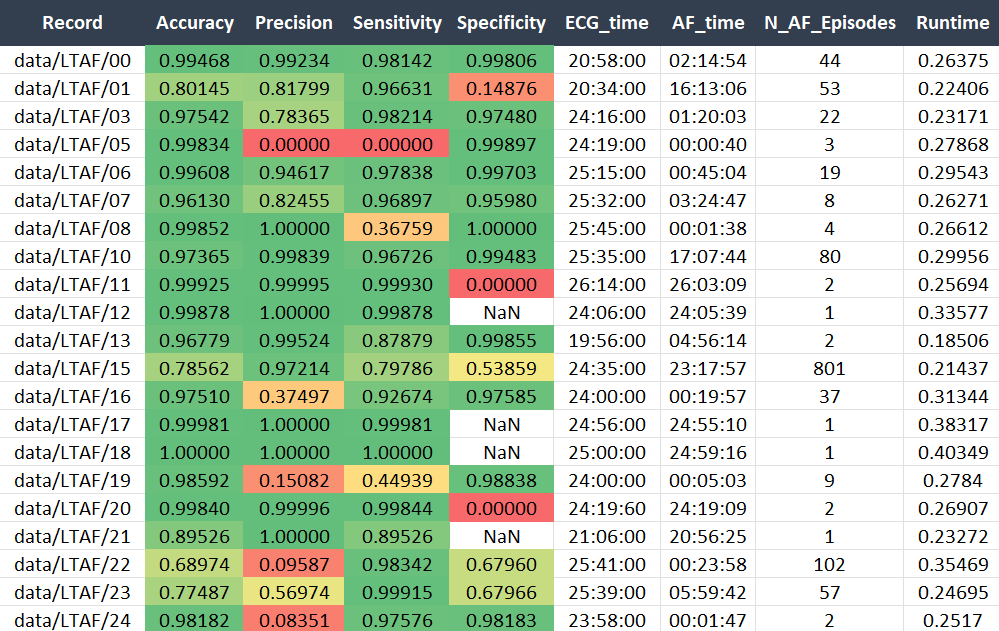 Record Accuracy Precision Sensitivity Specificity ECG_time AF_time N_AF_Episodes Runtime
data/LTAF/00 0.99468 0.99234 0.98142 0.99806 20:58:00 02:14:54 44 0.26375
data/LTAF/01 0.80145 0.81799 0.96631 0.14876 20:34:00 16:13:06 53 0.22406
data/LTAF/03 0.97542 0.78365 0.98214 0.97480 24:16:00 01:20:03 22 0.23171
data/LTAF/05 0.99834 0.00000 0.00000 0.99897 24:19:00 00:00:40 3 0.27868
data/LTAF/06 0.99608 0.94617 0.97838 0.99703 25:15:00 00:45:04 19 0.29543
data/LTAF/07 0.96130 0.82455 0.96897 0.95980 25:32:00 03:24:47 8 0.26271
data/LTAF/08 0.99852 1.00000 0.36759 1.00000 25:45:00 00:01:38 4 0.26612
data/LTAF/10 0.97365 0.99839 0.96726 0.99483 25:35:00 17:07:44 80 0.29956
data/LTAF/11 0.99925 0.99995 0.99930 0.00000 26:14:00 26:03:09 2 0.25694
data/LTAF/12 0.99878 1.00000 0.99878 NaN 24:06:00 24:05:39 1 0.33577
data/LTAF/13 0.96779 0.99524 0.87879 0.99855 19:56:00 04:56:14 2 0.18506
data/LTAF/15 0.78562 0.97214 0.79786 0.53859 24:35:00 23:17:57 801 0.21437
data/LTAF/16 0.97510 0.37497 0.92674 0.97585 24:00:00 00:19:57 37 0.31344
data/LTAF/17 0.99981 1.00000 0.99981 NaN 24:56:00 24:55:10 1 0.38317
data/LTAF/18 1.00000 1.00000 1.00000 NaN 25:00:00 24:59:16 1 0.40349
data/LTAF/19 0.98592 0.15082 0.44939 0.98838 24:00:00 00:05:03 9 0.2784
data/LTAF/20 0.99840 0.99996 0.99844 0.00000 24:19:60 24:19:09 2 0.26907
data/LTAF/21 0.89526 1.00000 0.89526 NaN 21:06:00 20:56:25 1 0.23272
data/LTAF/22 0.68974 0.09587 0.98342 0.67960 25:41:00 00:23:58 102 0.35469
data/LTAF/23 0.77487 0.56974 0.99915 0.67966 25:39:00 05:59:42 57 0.24695
data/LTAF/24 0.98182 0.08351 0.97576 0.98183 23:58:00 00:01:47 2 0.2517